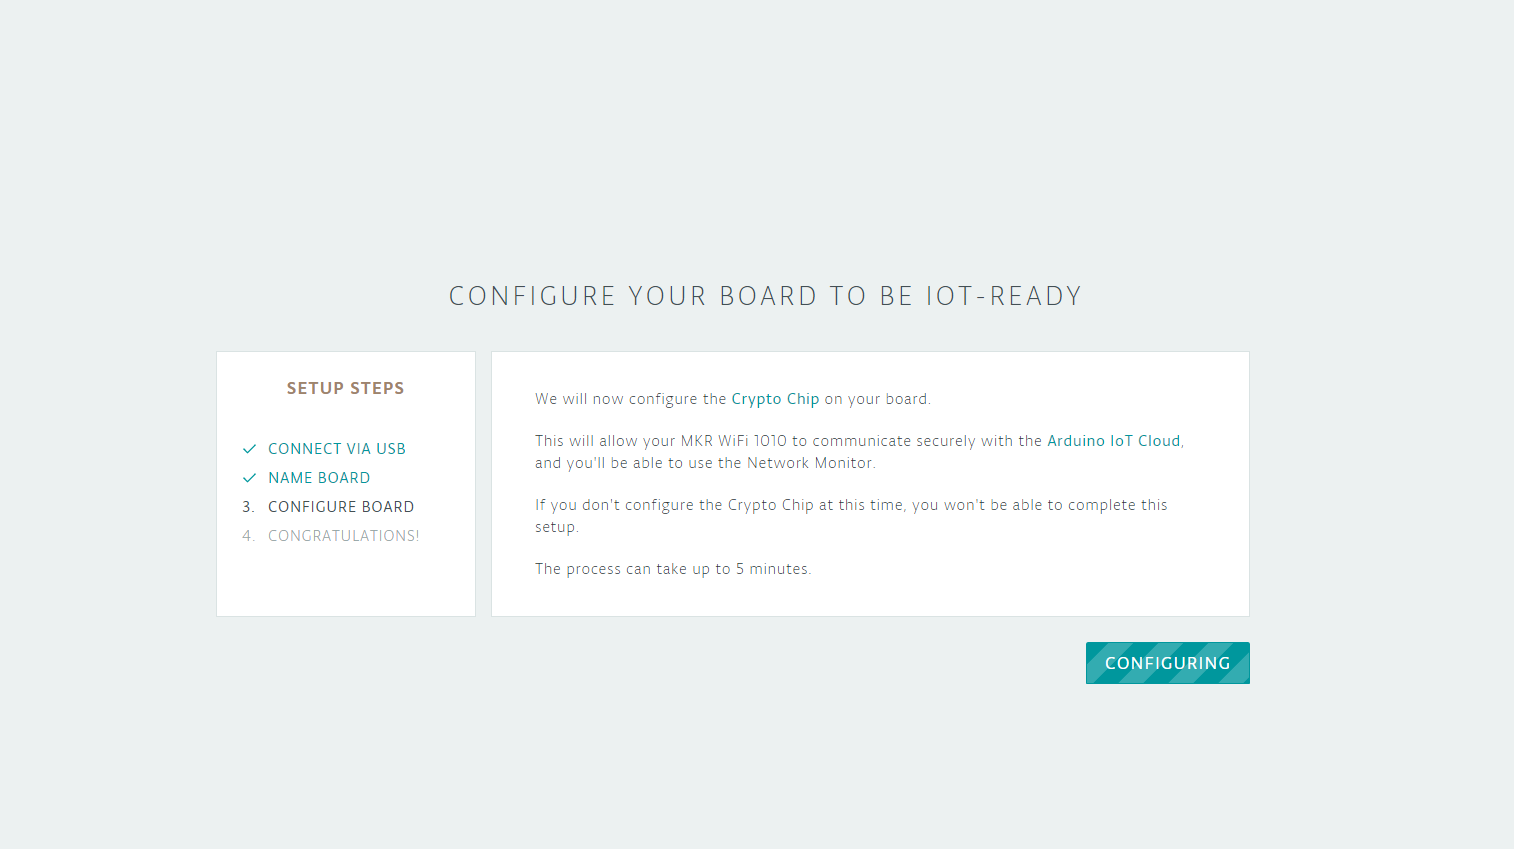 CONFIGURE YOUR BOARD TO BE IOT-READY
SETUP STEPS
CONNECT VIA USB
NAME BOARD
3. CONFIGURE BOARD
4. CONGRATULATIONS!
We will now configure the Crypto Chip on your board.
This will allow your MKR WiFi 1010 to communicate securely with the Arduino IoT Cloud,
and you'll be able to use the Network Monitor.
If you don't configure the Crypto Chip at this time, you won't be able to complete this
setup.
The process can take up to 5 minutes.
CONFIGURING